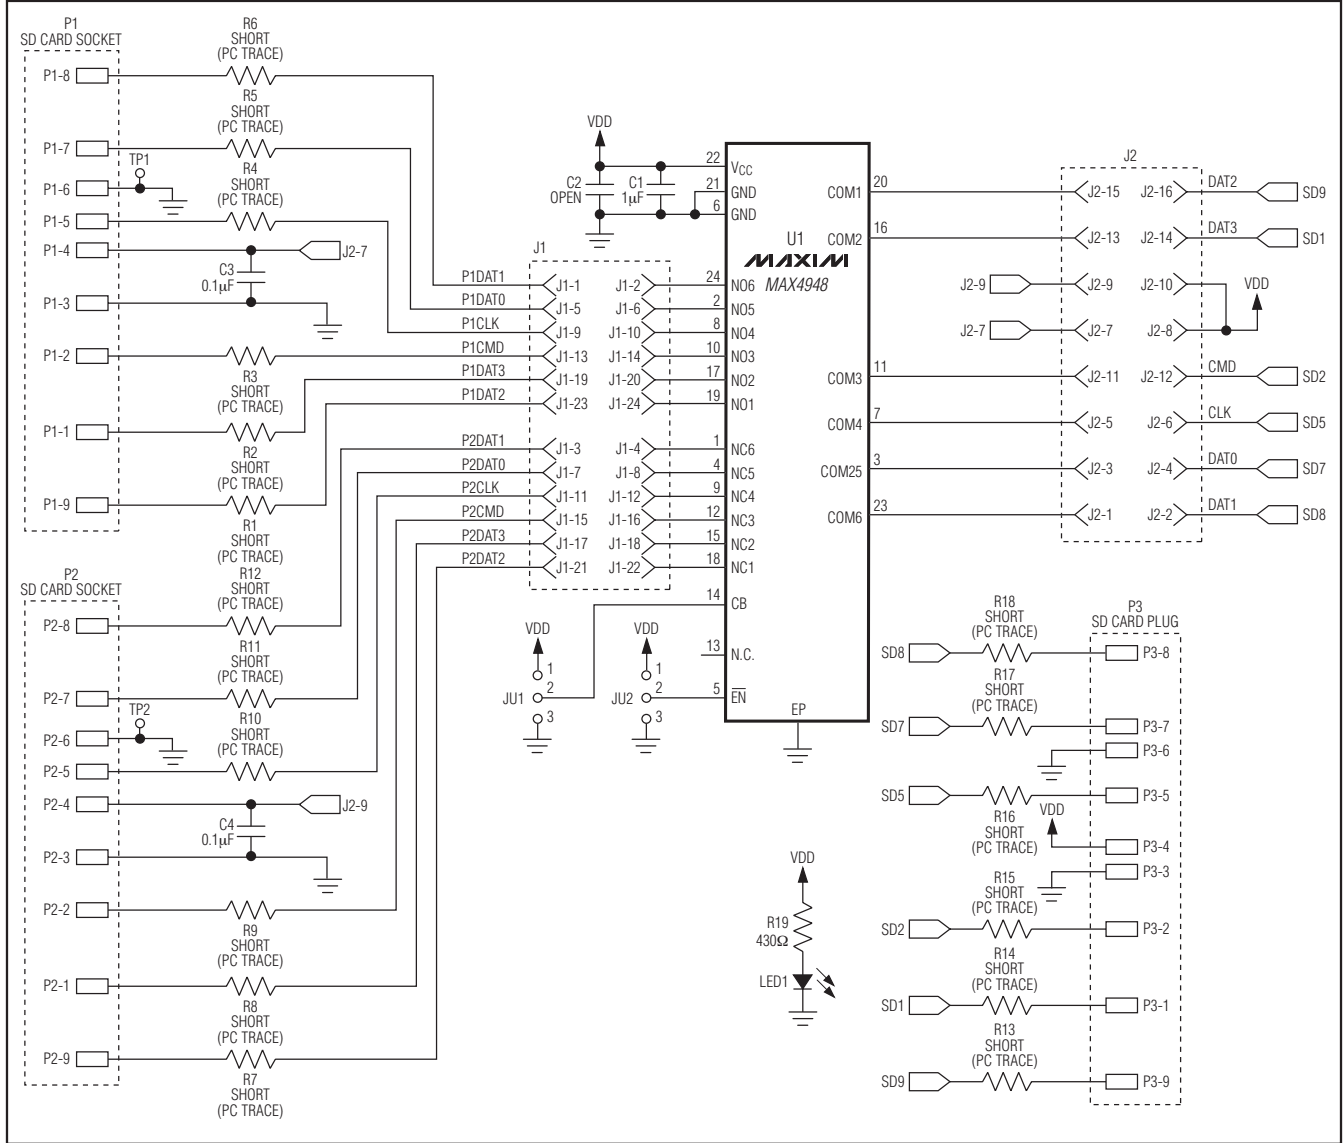 P1
SD CARD SOCKET
P1-8
P1-7
TP1
P1-6
P1-5
P1-4
P1-3
P1-2
P1-1
P1-9
R6
SHORT
(PC TRACE)
R5
SHORT
(PC TRACE)
R4
SHORT
(PC TRACE)
J2-7
C3
0.1µF
R3
SHORT
(PC TRACE)
R2
SHORT
(PC TRACE)
R1
SHORT
(PC TRACE)
P2
SD CARD SOCKET
P2-8
P2-7
TP2
P2-6
P2-5
P2-4
P2-3
P2-2
P2-1
P2-9
R12
SHORT
(PC TRACE)
R11
SHORT
(PC TRACE)
R10
SHORT
(PC TRACE)
J2-9
C4
0.1µF
R9
SHORT
(PC TRACE)
R8
SHORT
(PC TRACE)
R7
SHORT
(PC TRACE)
J1
P1DAT1 J1-1 J1-2 24 NO6
P1DAT0 J1-5 J1-6 2 NO5
P1CLK J1-9 J1-10 8 NO4
P1CMD J1-13 J1-14 10 NO3
P1DAT3 J1-19 J1-20 17 NO2
P1DAT2 J1-23 J1-24 19 NO1
P2DAT1 J1-3 J1-4 1 NC6
P2DAT0 J1-7 J1-8 4 NC5
P2CLK J1-11 J1-12 9 NC4
P2CMD J1-15 J1-16 12 NC3
P2DAT3 J1-17 J1-18 15 NC2
P2DAT2 J1-21 J1-22 18 NC1
VDD
C2
OPEN
C1
1µF
22 VCC
21 GND
6 GND
U1
MAXIM
MAX4948
14 CB
13 N.C.
5 EN
EP
VDD
JU1
1
2
3
VDD
JU2
1
2
3
COM1 20
COM2 16
COM3 11
COM4 7
COM25 3
COM6 23
J2
J2-15 J2-16 DAT2 SD9
J2-13 J2-14 DAT3 SD1
J2-9 J2-9 J2-10 VDD
J2-7 J2-7 J2-8
J2-11 J2-12 CMD SD2
J2-5 J2-6 CLK SD5
J2-3 J2-4 DAT0 SD7
J2-1 J2-2 DAT1 SD8
VDD
R19
430Ω
LED1
P3
SD CARD PLUG
R18
SHORT
(PC TRACE)
SD8 P3-8
R17
SHORT
(PC TRACE)
SD7 P3-7
P3-6
SD5 P3-5
R16
SHORT
(PC TRACE)
VDD
P3-4
P3-3
R15
SHORT
(PC TRACE)
SD2 P3-2
R14
SHORT
(PC TRACE)
SD1 P3-1
R13
SHORT
(PC TRACE)
SD9 P3-9